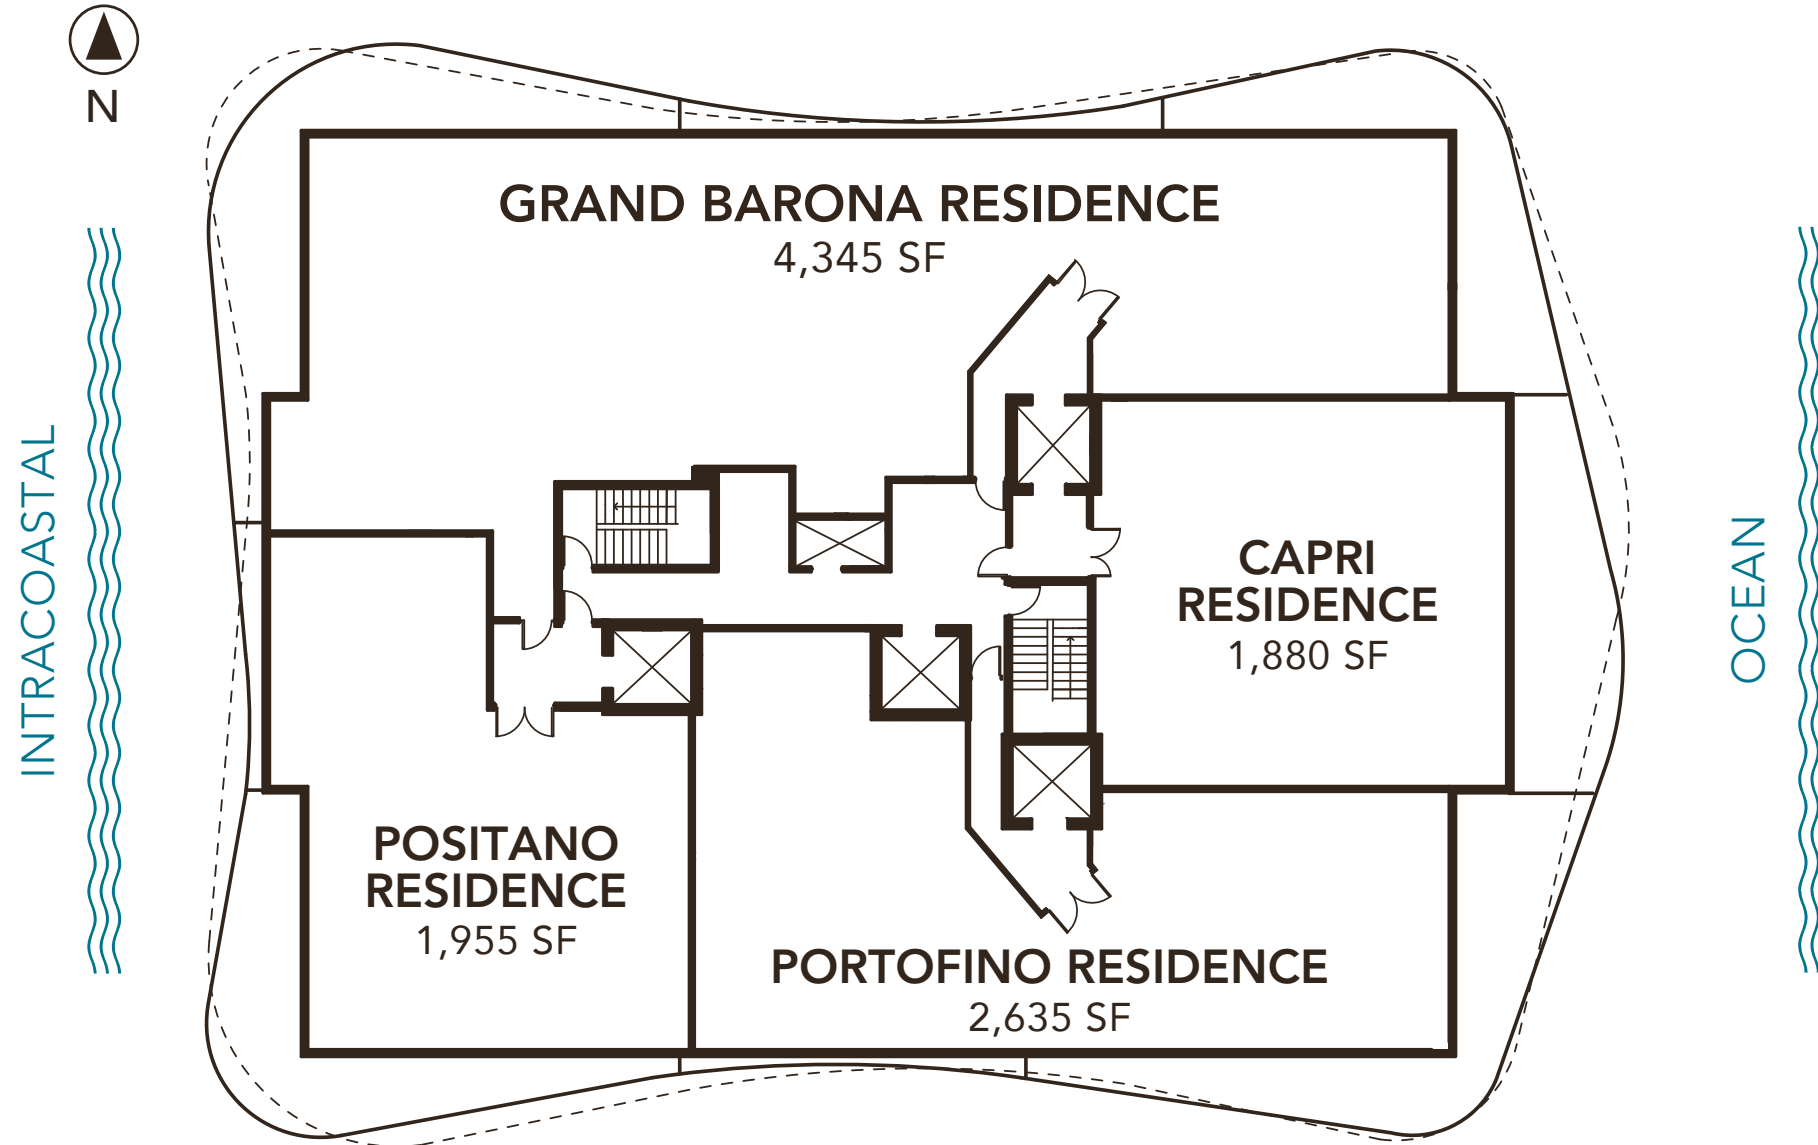 N
GRAND BARONA RESIDENCE
4,345 SF
INTRACOASTAL
OCEAN
CAPRI
RESIDENCE
1,880 SF
POSITANO
RESIDENCE
1,955 SF
PORTOFINO RESIDENCE
2,635 SF